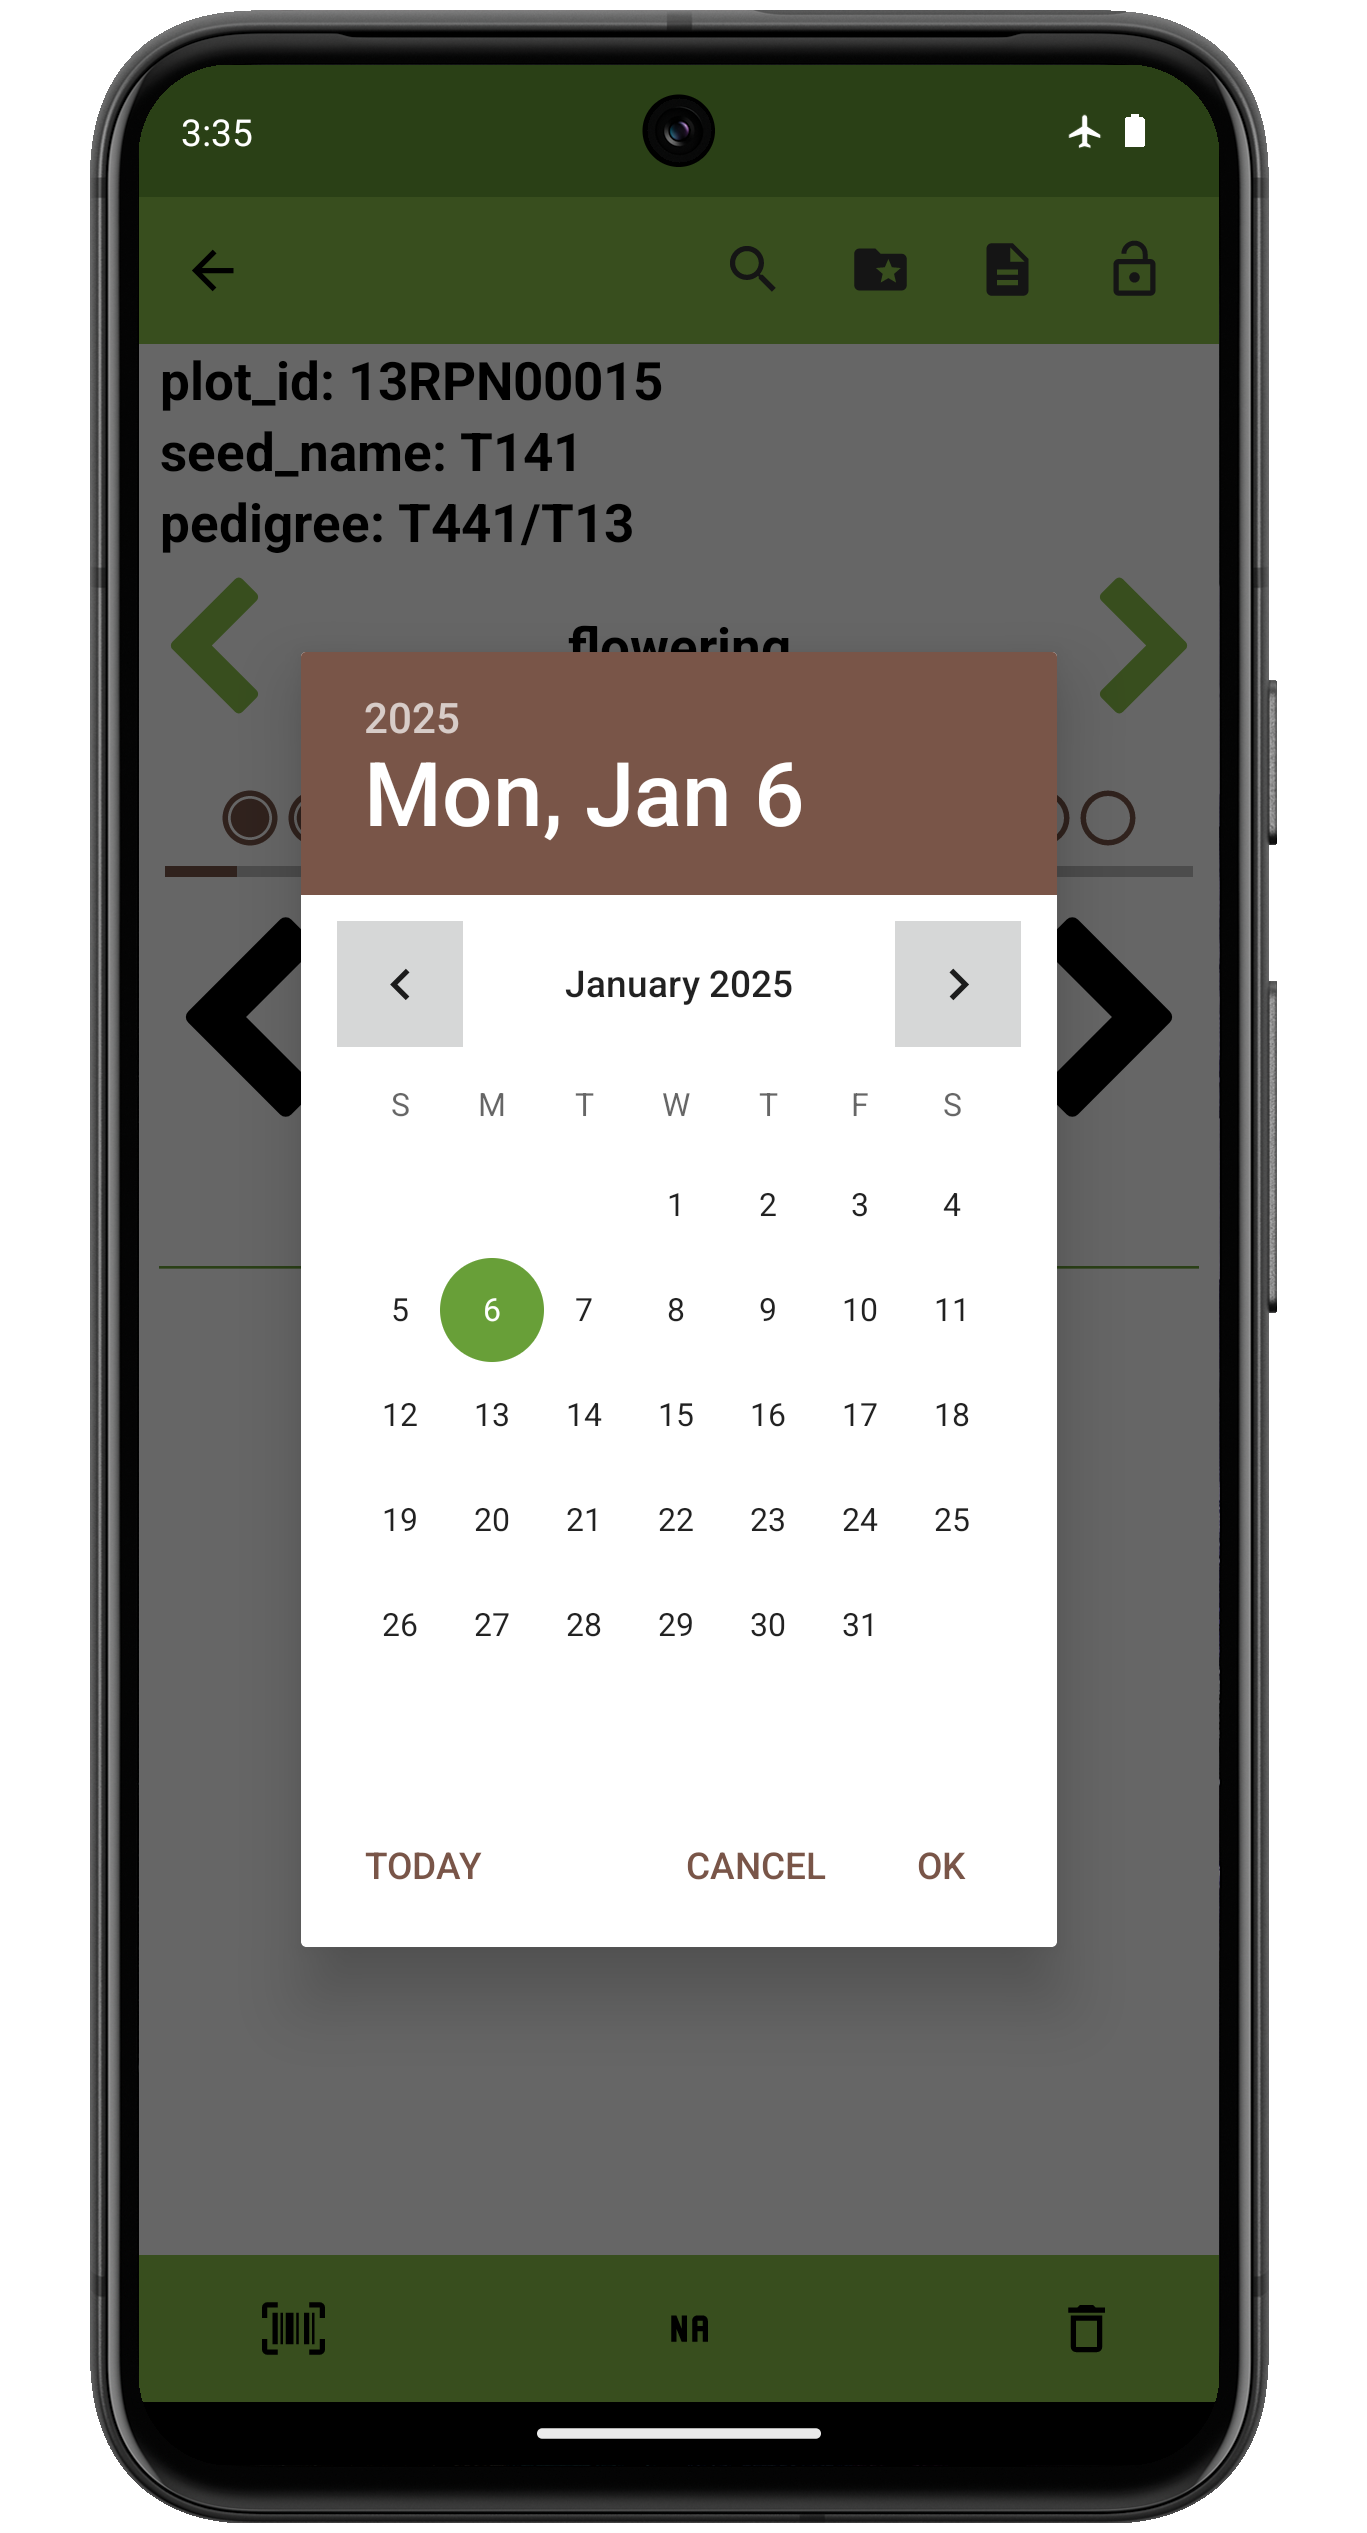 3:35
plot_id: 13RPN00015
seed_name: T141
pedigree: T441/T13
flowering
2025
Mon, Jan 6
January 2025
S M T W T F S
1 2 3 4
5 6 7 8 9 10 11
12 13 14 15 16 17 18
19 20 21 22 23 24 25
26 27 28 29 30 31
TODAY CANCEL OK
NA